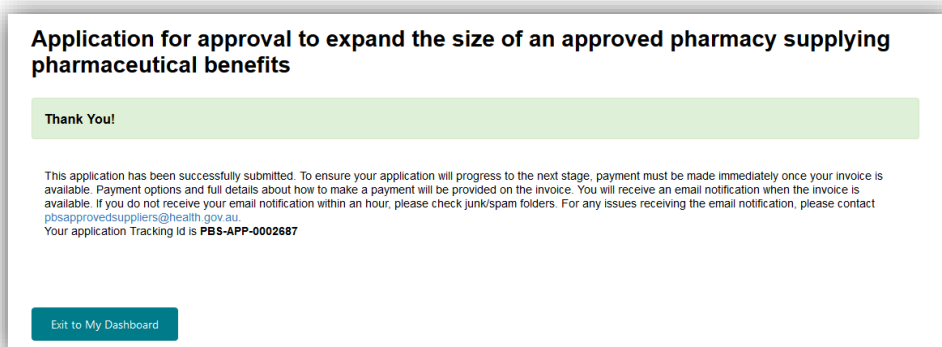 Application for approval to expand the size of an approved pharmacy supplying
pharmaceutical benefits
Thank You!
This application has been successfully submitted. To ensure your application will progress to the next stage, payment must be made immediately once your invoice is
available. Payment options and full details about how to make a payment will be provided on the invoice. You will receive an email notification when the invoice is
available. If you do not receive your email notification within an hour, please check junk/spam folders. For any issues receiving the email notification, please contact
pbsapprovedsuppliers@health.gov.au.
Your application Tracking Id is PBS-APP-0002687
Exit to My Dashboard